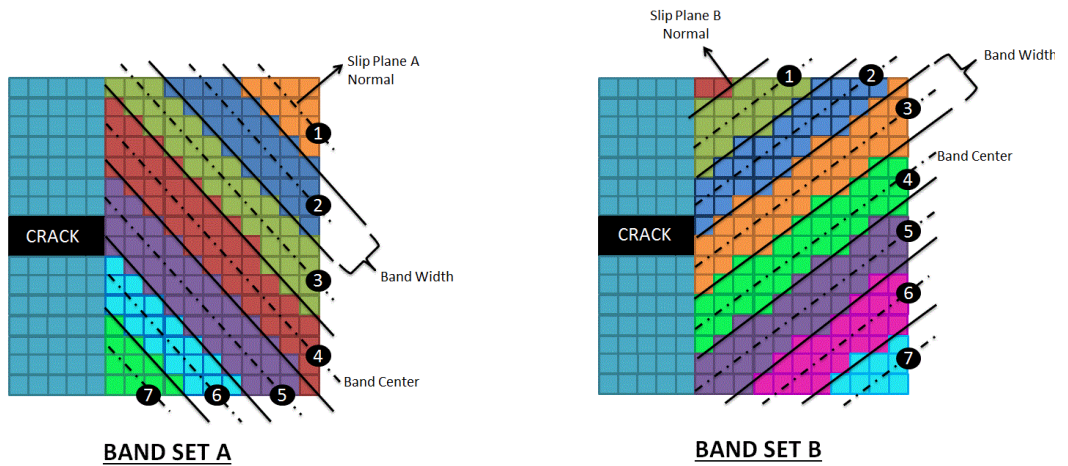 Slip Plane A
Normal
1
2
3
4
5
6
7
CRACK
Band Width
Band Center
BAND SET A
Slip Plane B
Normal
1
2
3
4
5
6
7
CRACK
Band Width
Band Center
BAND SET B